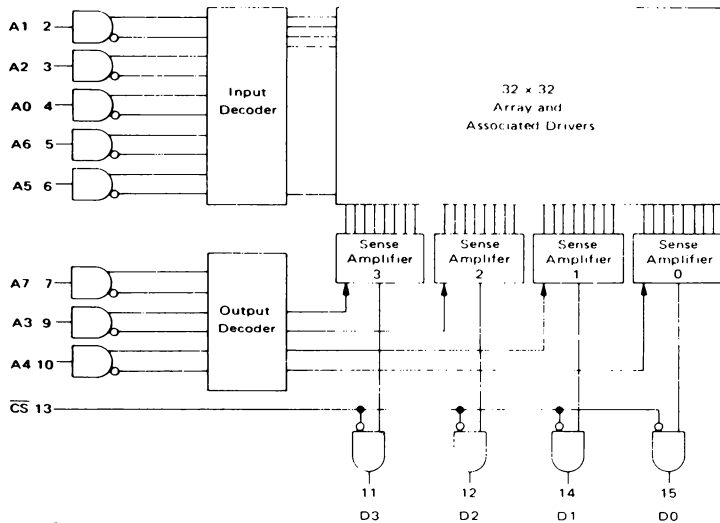 A1 2
A2 3
A0 4
A6 5
A5 6
Input
Decoder
32 × 32
Array and
Associated Drivers
Sense
Amplifier
3
Sense
Amplifer
2
Sense
Amplifier
1
Sense
Amplifier
0
A7 7
A3 9
A4 10
Output
Decoder
CS 13
11
12
14
15
D3
D2
D1
D0